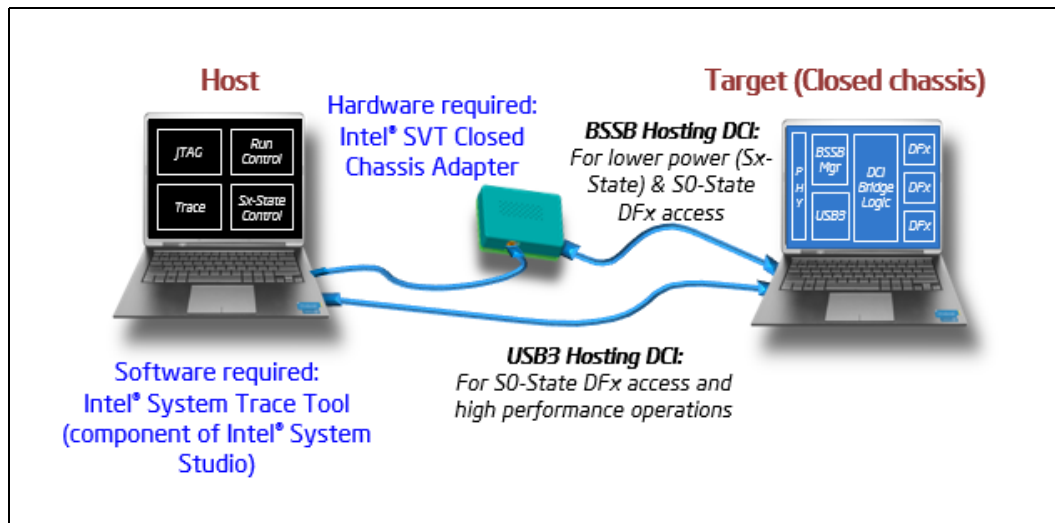 Host
Target (Closed chassis)
Hardware required:
Intel® SVT Closed
Chassis Adapter
BSSB Hosting DCI:
For lower power (Sx-
State) & S0-State
DFx access
JTAG
Run
Control
Trace
Sx-State
Control
P
H
Y
BSSB
Mgr
USB3
DCI
Bridge
Logic
DFx
DFx
DFx
USB3 Hosting DCI:
For S0-State DFx access and
high performance operations
Software required:
Intel® System Trace Tool
(component of Intel® System
Studio)